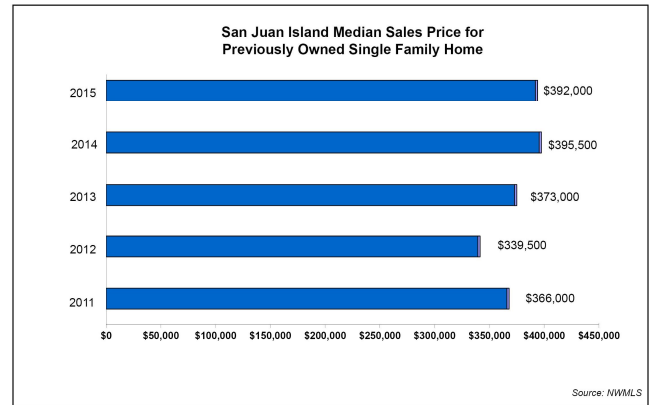 San Juan Island Median Sales Price for
Previously Owned Single Family Home
2015 $392,000
2014 $395,500
2013 $373,000
2012 $339,500
2011 $366,000
$0 $50,000 $100,000 $150,000 $200,000 $250,000 $300,000 $350,000 $400,000 $450,000
Source: NWMLS